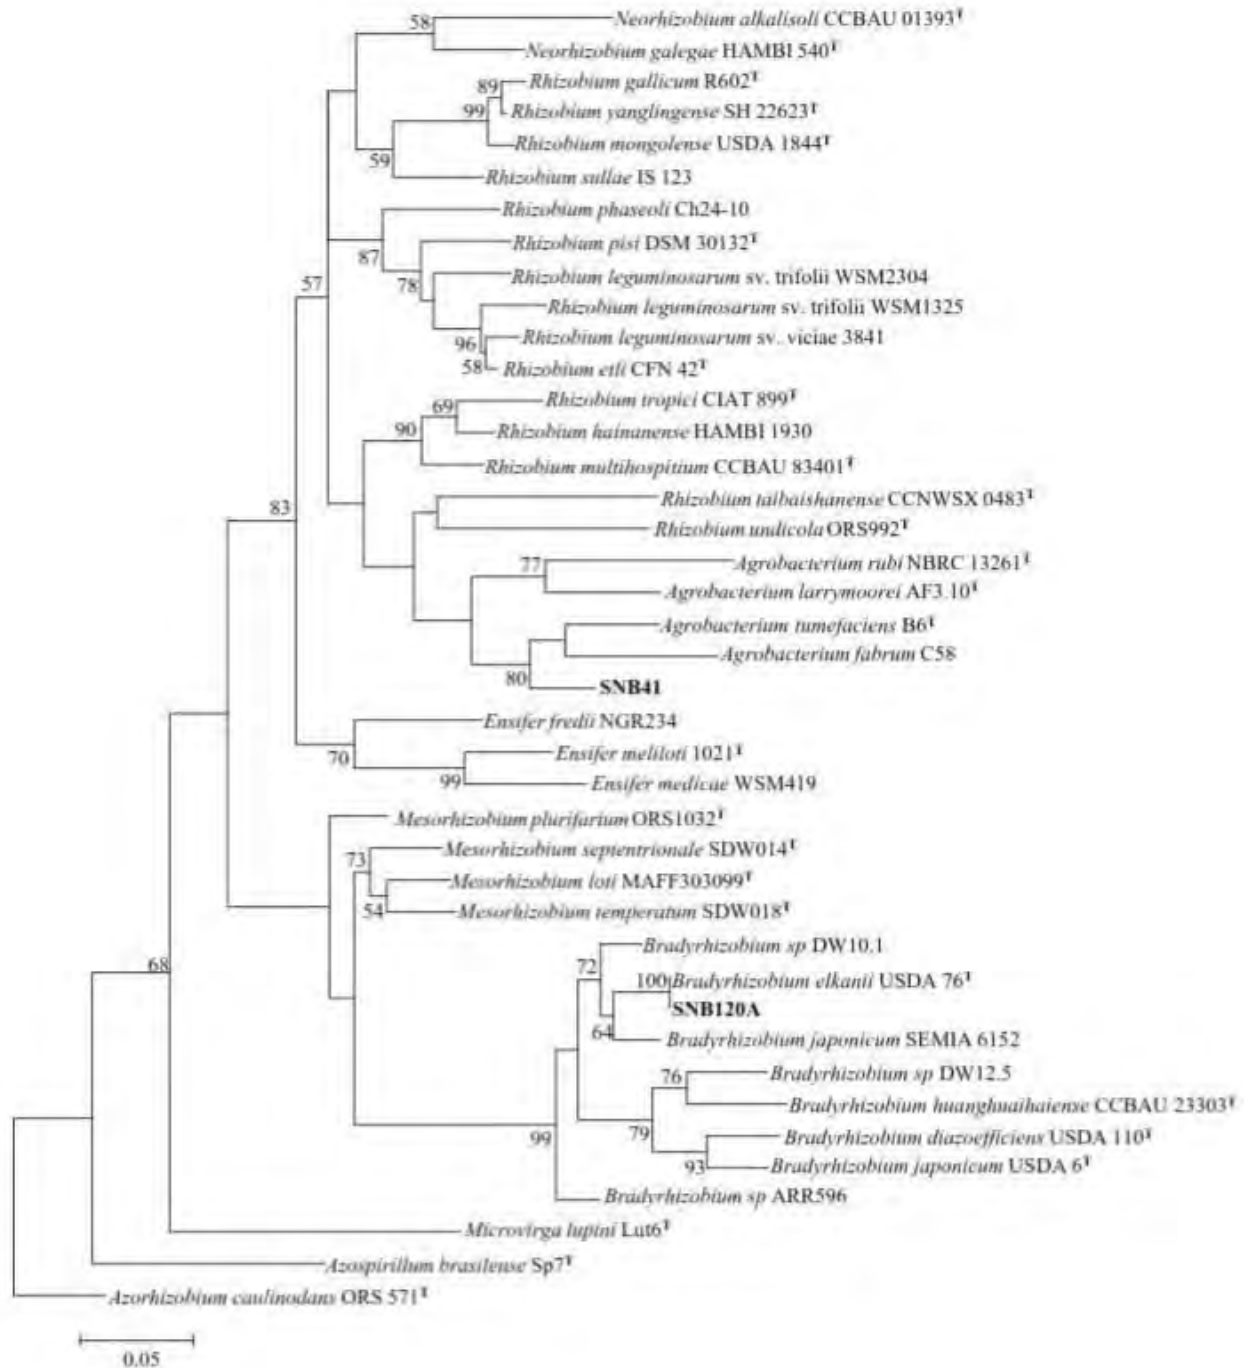 58
Neorhizobium alkalisoli CCBAU 01393ᵀ
Neorhizobium galegae HAMBI 540ᵀ
89
Rhizobium gallicum R602ᵀ
99
Rhizobium yanglingense SH 22623ᵀ
Rhizobium mongolense USDA 1844ᵀ
59
Rhizobium sullae IS 123
Rhizobium phaseoli Ch24-10
87
Rhizobium pisi DSM 30132ᵀ
57
78
Rhizobium leguminosarum sv. trifolii WSM2304
Rhizobium leguminosarum sv. trifolii WSM1325
96
Rhizobium leguminosarum sv. viciae 3841
58
Rhizobium etli CFN 42ᵀ
69
Rhizobium tropici CIAT 899ᵀ
90
Rhizobium hainanense HAMBI 1930
Rhizobium multihospitium CCBAU 83401ᵀ
83
Rhizobium taibaishanense CCNWSX 0483ᵀ
Rhizobium undicola ORS992ᵀ
77
Agrobacterium rubi NBRC 13261ᵀ
Agrobacterium larrymoorei AF3.10ᵀ
Agrobacterium tumefaciens B6ᵀ
Agrobacterium fabrum C58
80
SNB41
Ensifer fredii NGR234
70
Ensifer meliloti 1021ᵀ
99
Ensifer medicae WSM419
Mesorhizobium plurifarium ORS1032ᵀ
73
Mesorhizobium septentrionale SDW014ᵀ
Mesorhizobium loti MAFF303099ᵀ
54
Mesorhizobium temperatum SDW018ᵀ
68
72
Bradyrhizobium sp DW10.1
100
Bradyrhizobium elkanii USDA 76ᵀ
SNB120A
64
Bradyrhizobium japonicum SEMIA 6152
76
Bradyrhizobium sp DW12.5
Bradyrhizobium huanghuaihaiense CCBAU 23303ᵀ
99
79
Bradyrhizobium diazoefficiens USDA 110ᵀ
93
Bradyrhizobium japonicum USDA 6ᵀ
Bradyrhizobium sp ARR596
Microvirga lupini Lut6ᵀ
Azospirillum brasilense Sp7ᵀ
Azorhizobium caulinodans ORS 571ᵀ
0.05